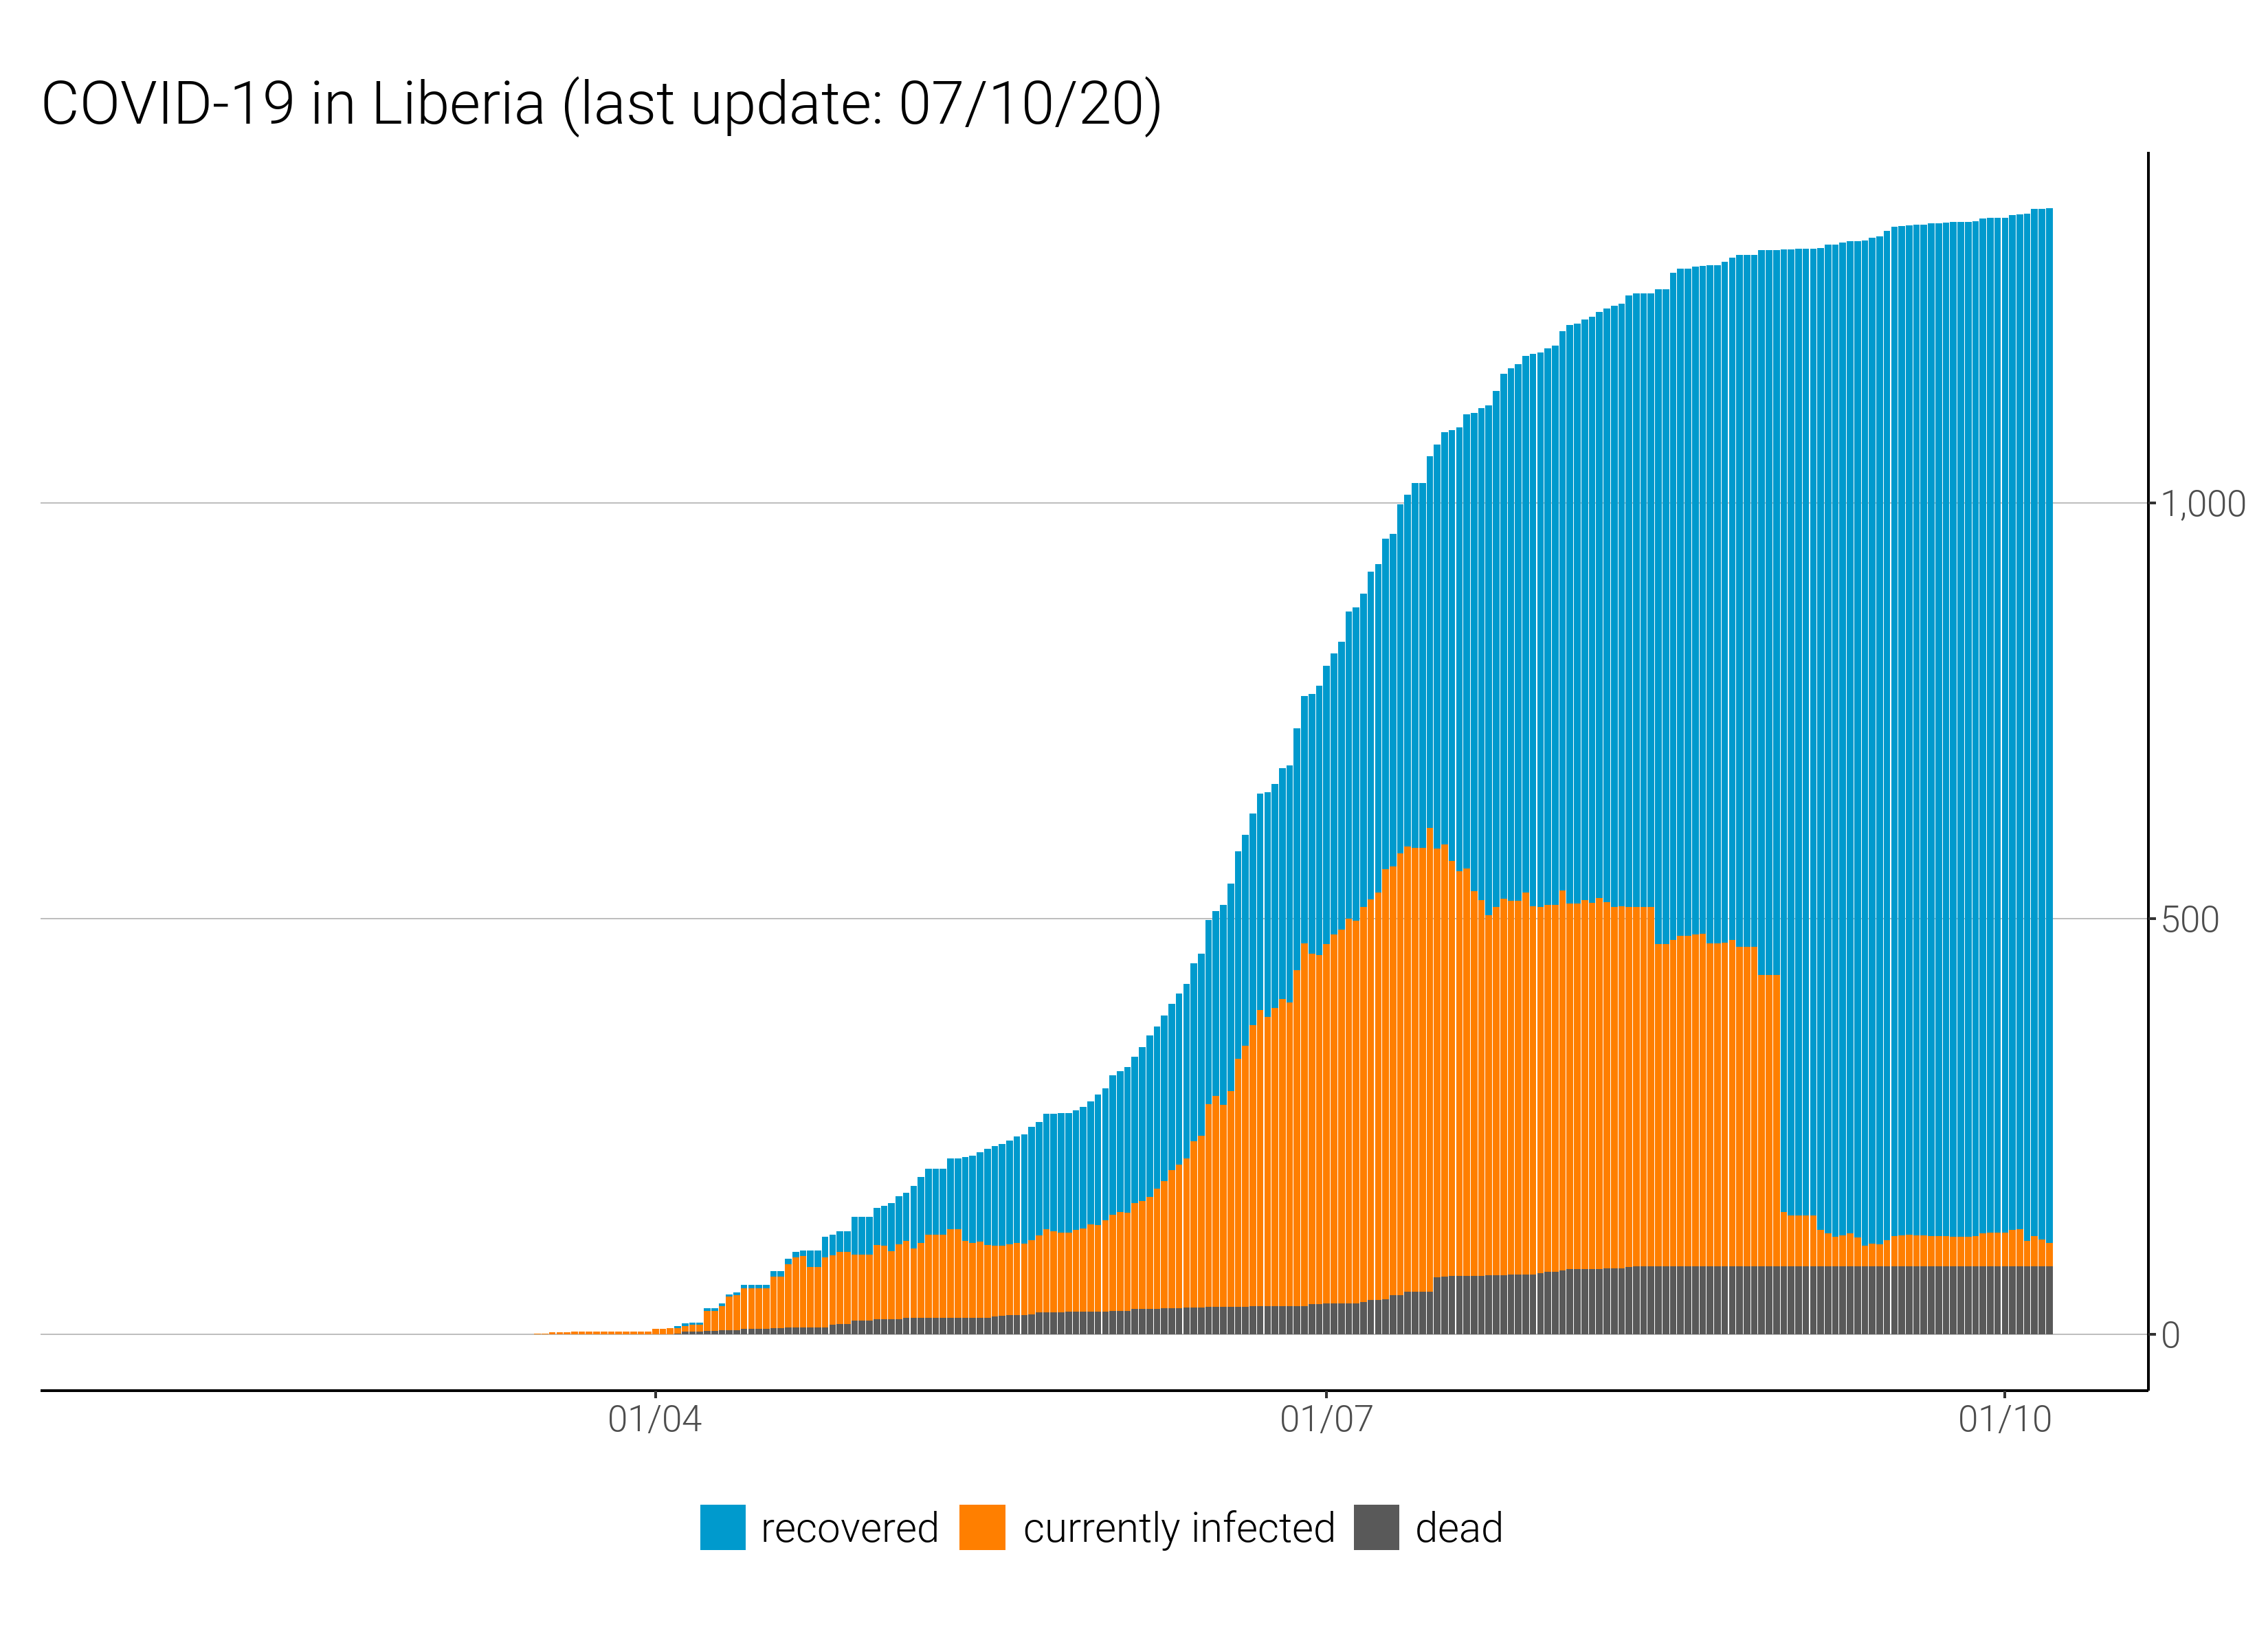 COVID-19 in Liberia (last update: 07/10/20)
1,000
500
0
01/04 01/07 01/10
recovered currently infected dead